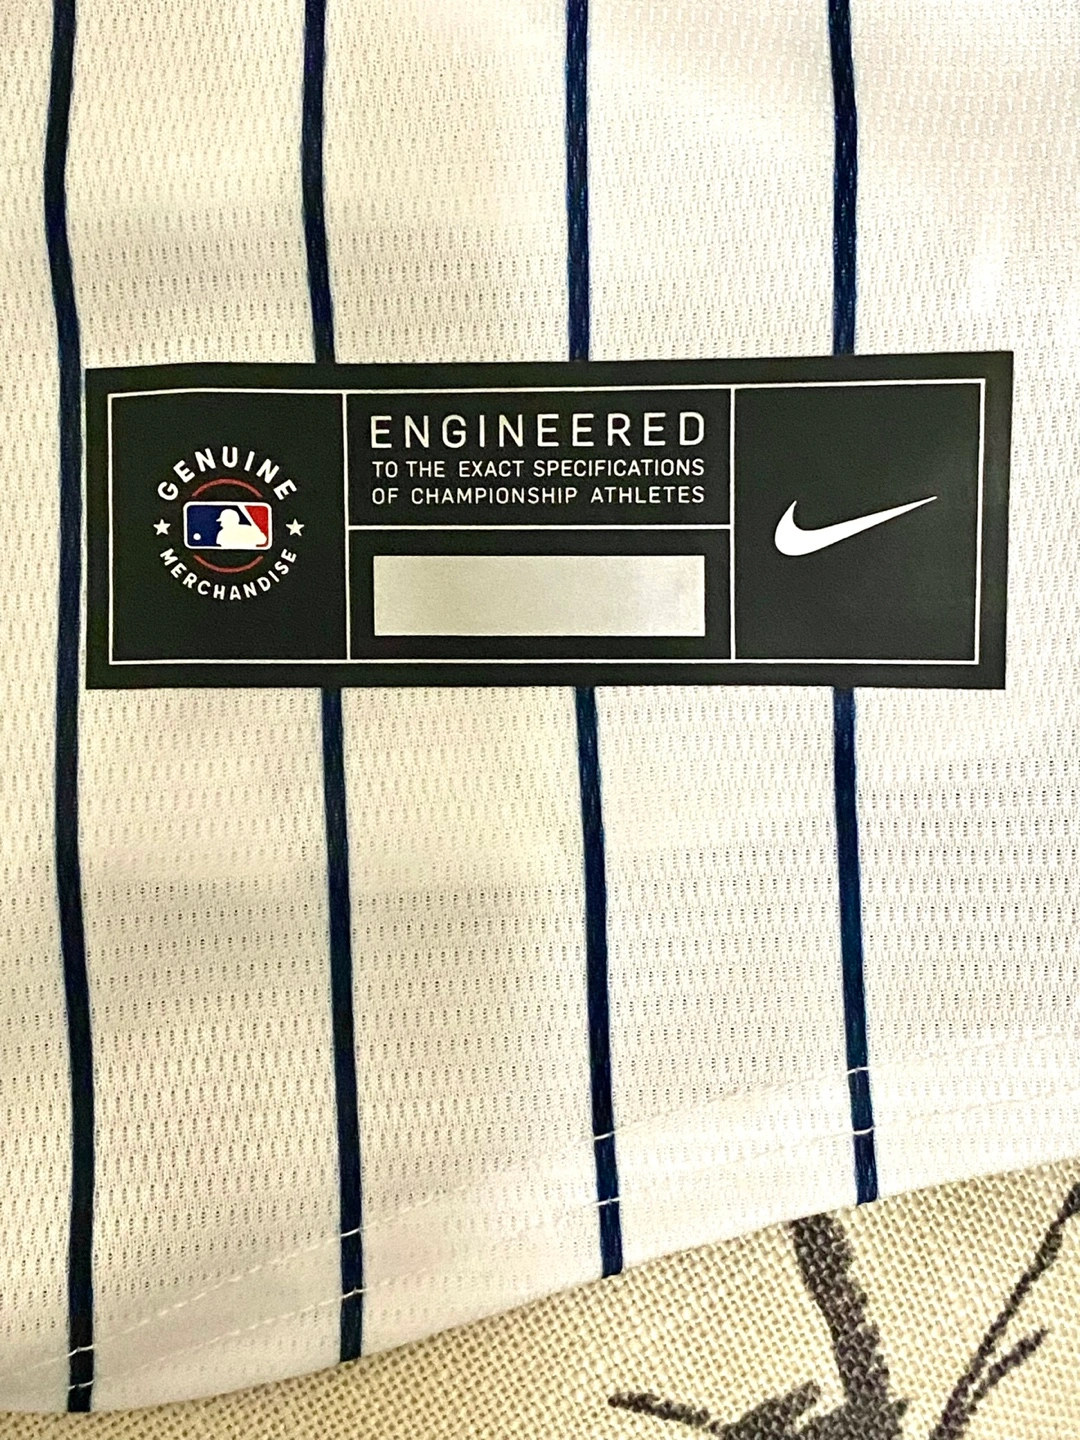 GENUINE
MERCHANDISE
ENGINEERED
TO THE EXACT SPECIFICATIONS
OF CHAMPIONSHIP ATHLETES